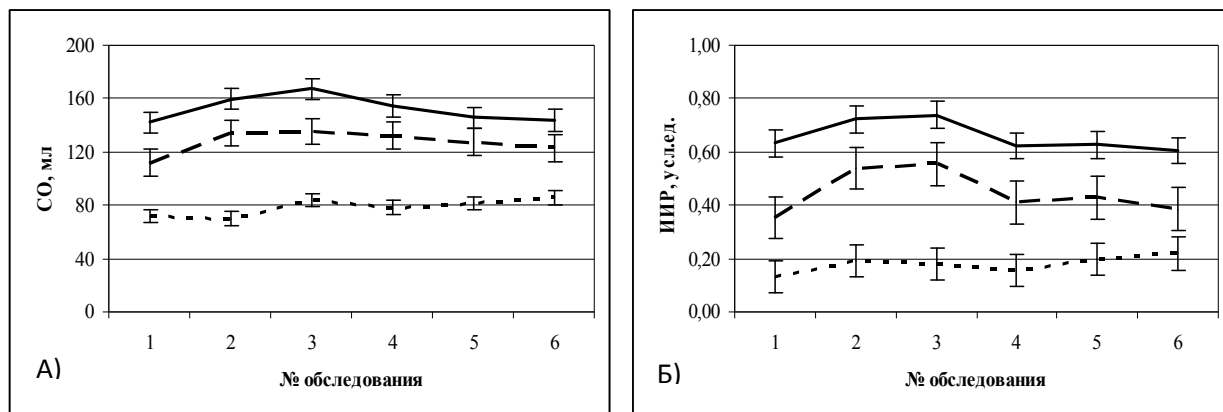 200
160
120
80
40
0
СО, мл
1 2 3 4 5 6
№ обследования
А)
1,00
0,80
0,60
0,40
0,20
0,00
ИИР, усл.ед.
1 2 3 4 5 6
№ обследования
Б)